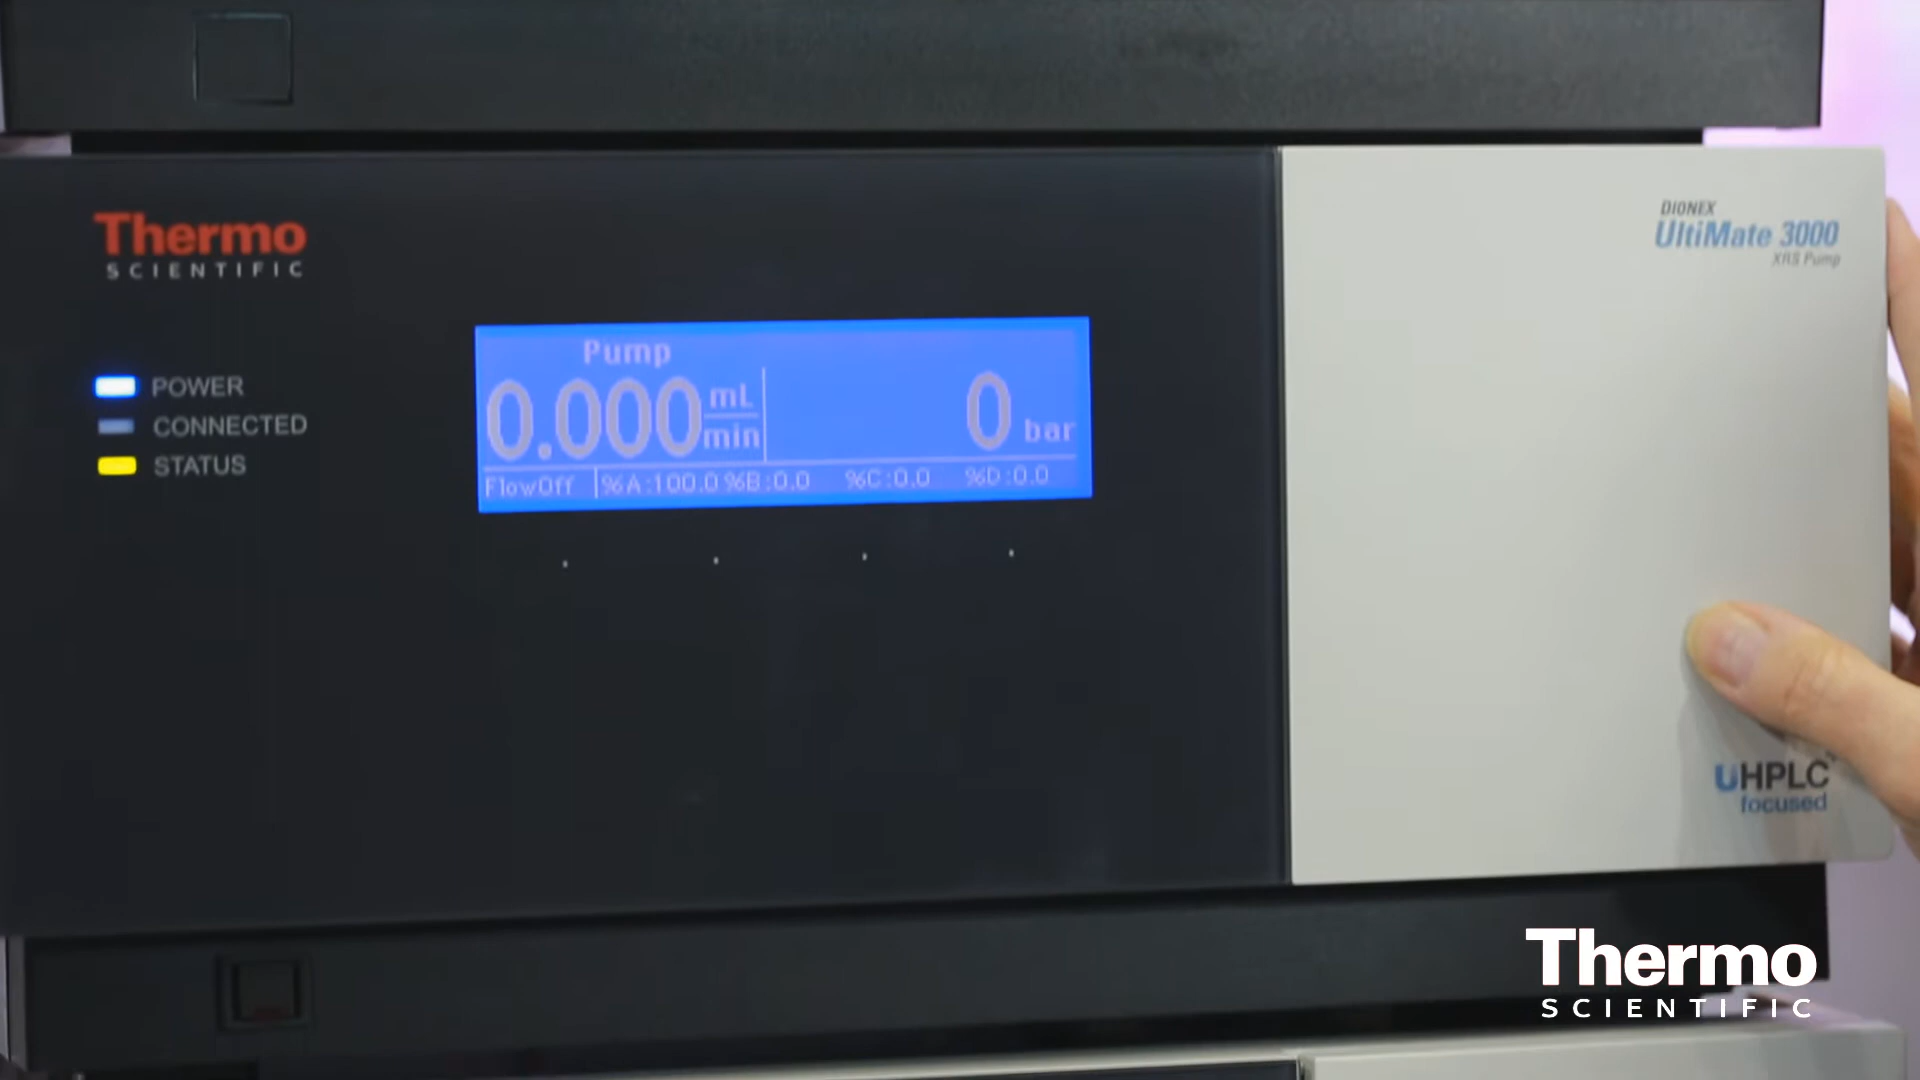 Thermo
SCIENTIFIC
DIONEX
UltiMate 3000
XRS Pump
POWER
CONNECTED
STATUS
Pump
0.000 mL/min
0 bar
FlowOff %A:100.0 %B:0.0 %C:0.0 %D:0.0
UHPLC
focused
Thermo
SCIENTIFIC